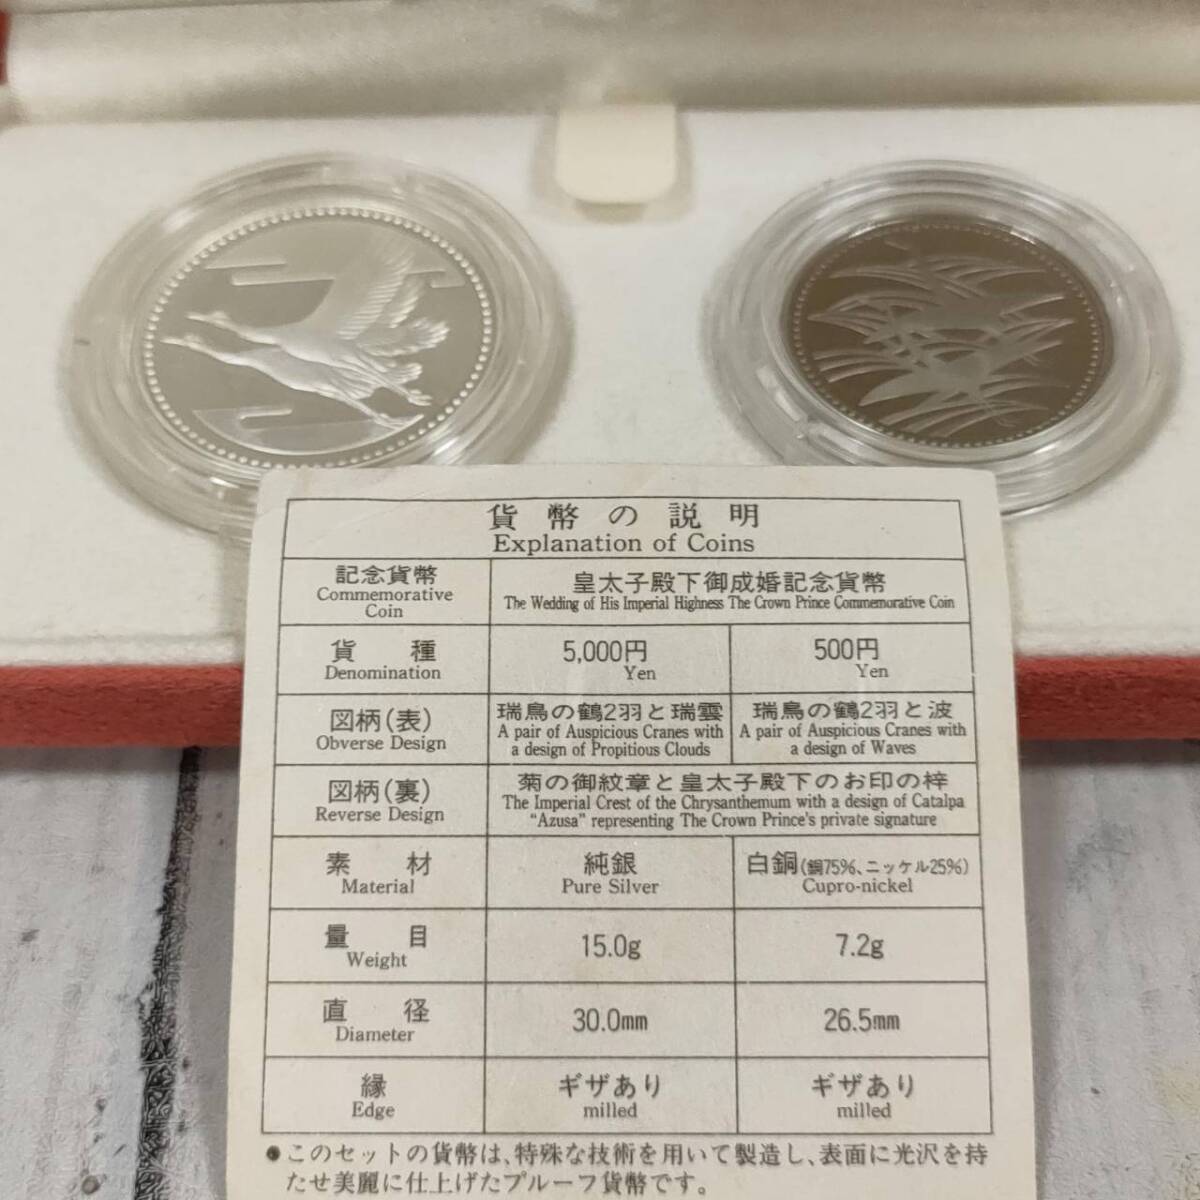 貨幣の説明
Explanation of Coins
記念貨幣
Commemorative
Coin
皇太子殿下御成婚記念貨幣
The Wedding of His Imperial Highness The Crown Prince Commemorative Coin
貨種
Denomination
5,000円
Yen
500円
Yen
図柄(表)
Obverse Design
瑞鳥の鶴2羽と瑞雲
A pair of Auspicious Cranes with
a design of Propitious Clouds
瑞鳥の鶴2羽と波
A pair of Auspicious Cranes with
a design of Waves
図柄(裏)
Reverse Design
菊の御紋章と皇太子殿下のお印の梓
The Imperial Crest of the Chrysanthemum with a design of Catalpa
"Azusa" representing The Crown Prince's private signature
素材
Material
純銀
Pure Silver
白銅(銅75%、ニッケル25%)
Cupro-nickel
量目
Weight
15.0g
7.2g
直径
Diameter
30.0mm
26.5mm
縁
Edge
ギザあり
milled
ギザあり
milled
●このセットの貨幣は、特殊な技術を用いて製造し、表面に光沢を持
たせ美麗に仕上げたプルーフ貨幣です。